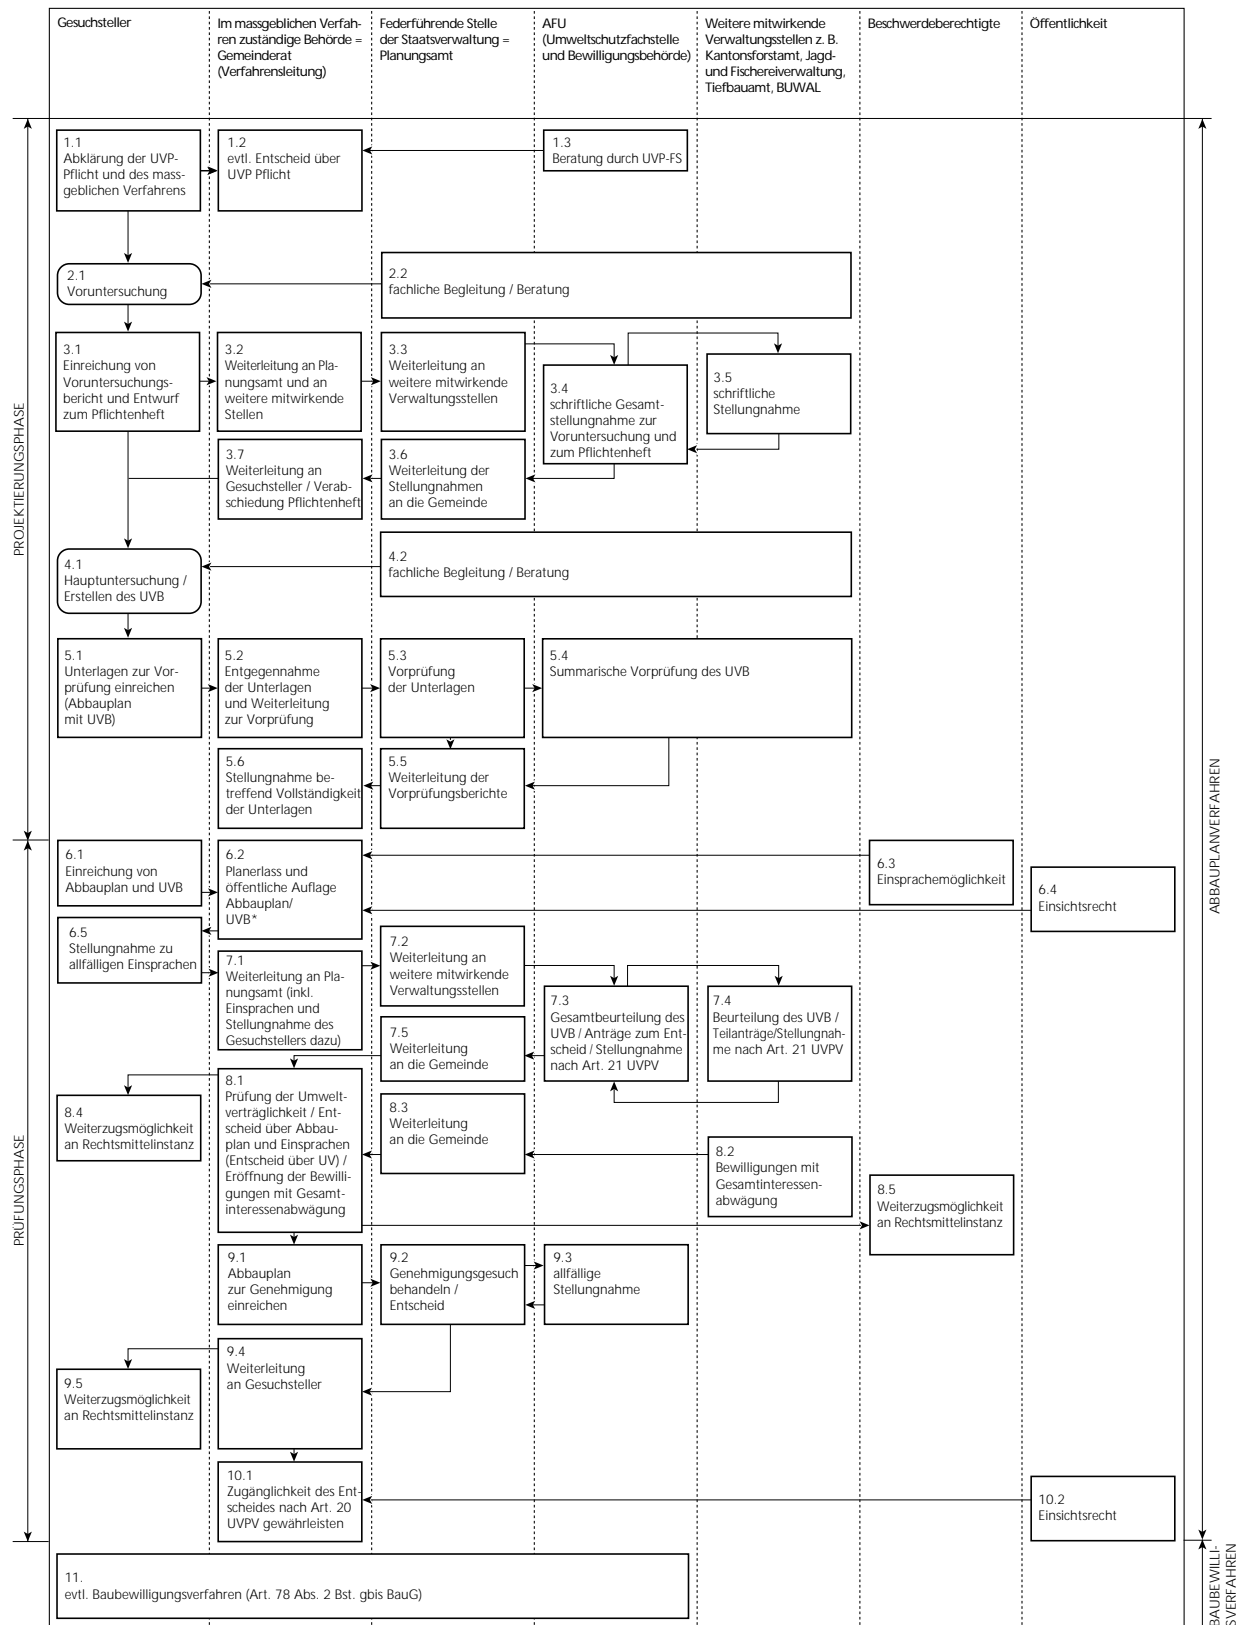 Gesuchsteller
Im massgeblichen Verfah-
ren zuständige Behörde =
Gemeinderat
(Verfahrensleitung)
Federführende Stelle
der Staatsverwaltung =
Planungsamt
AFU
(Umweltschutzfachstelle
und Bewilligungsbehörde)
Weitere mitwirkende
Verwaltungsstellen z. B.
Kantonsforstamt, Jagd-
und Fischereiverwaltung,
Tiefbauamt, BUWAL
Beschwerdeberechtigte
Öffentlichkeit
PROJEKTIERUNGSPHASE
1.1
Abklärung der UVP-
Pflicht und des mass-
geblichen Verfahrens
1.2
evtl. Entscheid über
UVP Pflicht
1.3
Beratung durch UVP-FS
2.1
Voruntersuchung
2.2
fachliche Begleitung / Beratung
3.1
Einreichung von
Voruntersuchungs-
bericht und Entwurf
zum Pflichtenheft
3.2
Weiterleitung an Pla-
nungsamt und an
weitere mitwirkende
Stellen
3.3
Weiterleitung an
weitere mitwirkende
Verwaltungsstellen
3.4
schriftliche Gesamt-
stellungnahme zur
Voruntersuchung und
zum Pflichtenheft
3.5
schriftliche
Stellungnahme
3.7
Weiterleitung an
Gesuchsteller / Verab-
schiedung Pflichtenheft
3.6
Weiterleitung der
Stellungnahmen
an die Gemeinde
4.1
Hauptuntersuchung /
Erstellen des UVB
4.2
fachliche Begleitung / Beratung
5.1
Unterlagen zur Vor-
prüfung einreichen
(Abbauplan
mit UVB)
5.2
Entgegennahme
der Unterlagen
und Weiterleitung
zur Vorprüfung
5.3
Vorprüfung
der Unterlagen
5.4
Summarische Vorprüfung des UVB
5.6
Stellungnahme be-
treffend Vollständigkeit
der Unterlagen
5.5
Weiterleitung der
Vorprüfungsberichte
ABBAUPLANVERFAHREN
PRÜFUNGSPHASE
6.1
Einreichung von
Abbauplan und UVB
6.2
Planerlass und
öffentliche Auflage
Abbauplan/
UVB*
6.3
Einsprachemöglichkeit
6.4
Einsichtsrecht
6.5
Stellungnahme zu
allfälligen Einsprachen
7.1
Weiterleitung an Pla-
nungsamt (inkl.
Einsprachen und
Stellungnahme des
Gesuchstellers dazu)
7.2
Weiterleitung an
weitere mitwirkende
Verwaltungsstellen
7.3
Gesamtbeurteilung des
UVB / Anträge zum Ent-
scheid / Stellungnahme
nach Art. 21 UVPV
7.4
Beurteilung des UVB /
Teilanträge/Stellungnah-
me nach Art. 21 UVPV
7.5
Weiterleitung
an die Gemeinde
8.1
Prüfung der Umwelt-
verträglichkeit / Ent-
scheid über Abbau-
plan und Einsprachen
(Entscheid über UV) /
Eröffnung der Bewilli-
gungen mit Gesamt-
interessenabwägung
8.4
Weiterzugsmöglichkeit
an Rechtsmittelinstanz
8.3
Weiterleitung
an die Gemeinde
8.2
Bewilligungen mit
Gesamtinteressen-
abwägung
8.5
Weiterzugsmöglichkeit
an Rechtsmittelinstanz
9.1
Abbauplan
zur Genehmigung
einreichen
9.2
Genehmigungsgesuch
behandeln /
Entscheid
9.3
allfällige
Stellungnahme
9.4
Weiterleitung
an Gesuchsteller
9.5
Weiterzugsmöglichkeit
an Rechtsmittelinstanz
10.1
Zugänglichkeit des Ent-
scheides nach Art. 20
UVPV gewährleisten
10.2
Einsichtsrecht
11.
evtl. Baubewilligungsverfahren (Art. 78 Abs. 2 Bst. gbis BauG)
BAUBEWILLI-
SVERFAHREN